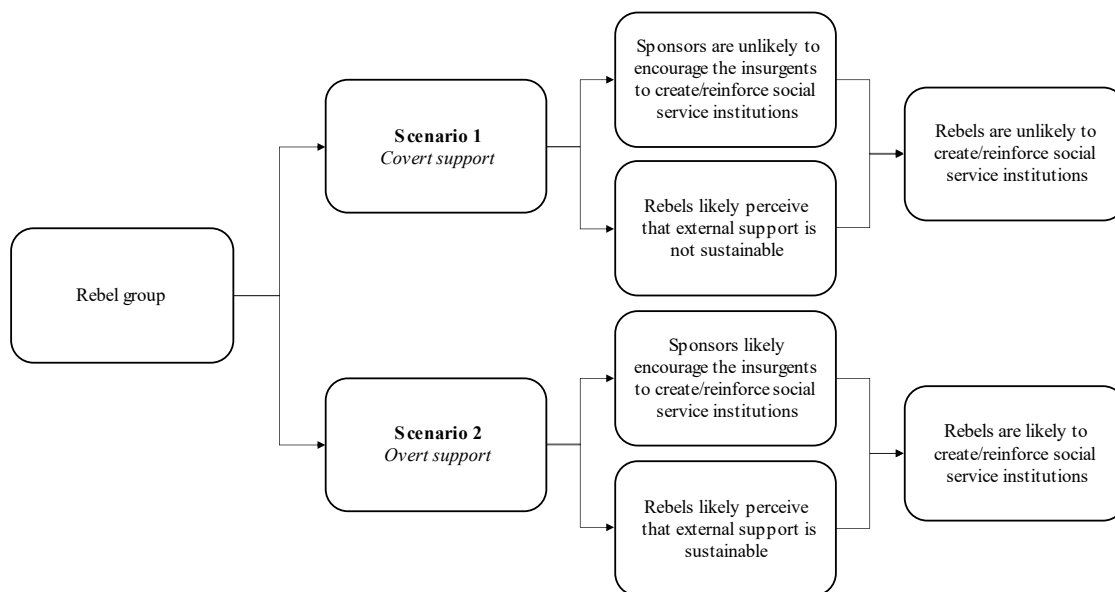 Rebel group
Scenario 1
Covert support
Sponsors are unlikely to
encourage the insurgents
to create/reinforce social
service institutions
Rebels likely perceive
that external support is
not sustainable
Rebels are unlikely to
create/reinforce social
service institutions
Scenario 2
Overt support
Sponsors likely
encourage the insurgents
to create/reinforce social
service institutions
Rebels likely perceive
that external support is
sustainable
Rebels are likely to
create/reinforce social
service institutions